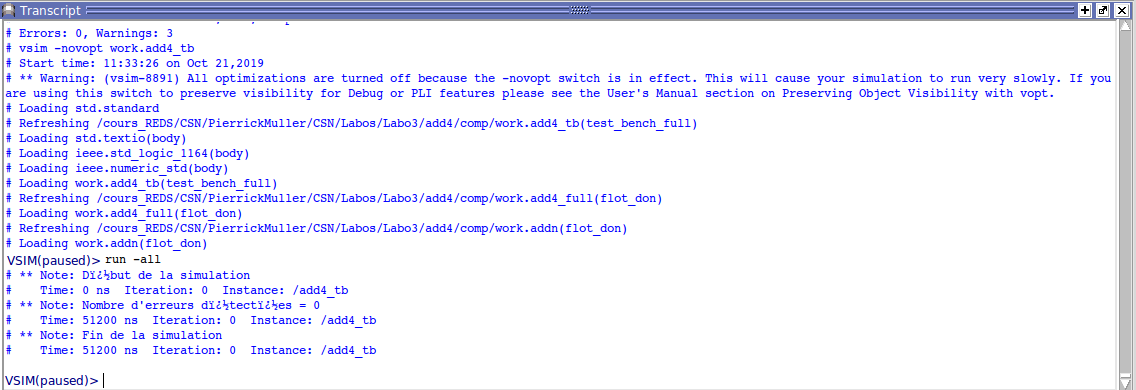 Transcript
# Errors: 0, Warnings: 3
# vsim -novopt work.add4_tb
# Start time: 11:33:26 on Oct 21,2019
# ** Warning: (vsim-8891) All optimizations are turned off because the -novopt switch is in effect. This will cause your simulation to run very slowly. If you
are using this switch to preserve visibility for Debug or PLI features please see the User's Manual section on Preserving Object Visibility with vopt.
# Loading std.standard
# Refreshing /cours_REDS/CSN/PierrickMuller/CSN/Labos/Labo3/add4/comp/work.add4_tb(test_bench_full)
# Loading std.textio(body)
# Loading ieee.std_logic_1164(body)
# Loading ieee.numeric_std(body)
# Loading work.add4_tb(test_bench_full)
# Refreshing /cours_REDS/CSN/PierrickMuller/CSN/Labos/Labo3/add4/comp/work.add4_full(flot_don)
# Loading work.add4_full(flot_don)
# Refreshing /cours_REDS/CSN/PierrickMuller/CSN/Labos/Labo3/add4/comp/work.addn(flot_don)
# Loading work.addn(flot_don)
VSIM(paused)> run -all
# ** Note: Dï¿½but de la simulation
#    Time: 0 ns  Iteration: 0  Instance: /add4_tb
# ** Note: Nombre d'erreurs dï¿½tectï¿½es = 0
#    Time: 51200 ns  Iteration: 0  Instance: /add4_tb
# ** Note: Fin de la simulation
#    Time: 51200 ns  Iteration: 0  Instance: /add4_tb
VSIM(paused)>